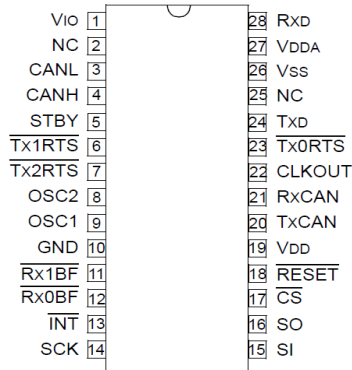 VIO 1 28 RXD
NC 2 27 VDDA
CANL 3 26 VSS
CANH 4 25 NC
STBY 5 24 TXD
Tx1RTS 6 23 Tx0RTS
Tx2RTS 7 22 CLKOUT
OSC2 8 21 RXCAN
OSC1 9 20 TXCAN
GND 10 19 VDD
Rx1BF 11 18 RESET
Rx0BF 12 17 CS
INT 13 16 SO
SCK 14 15 SI